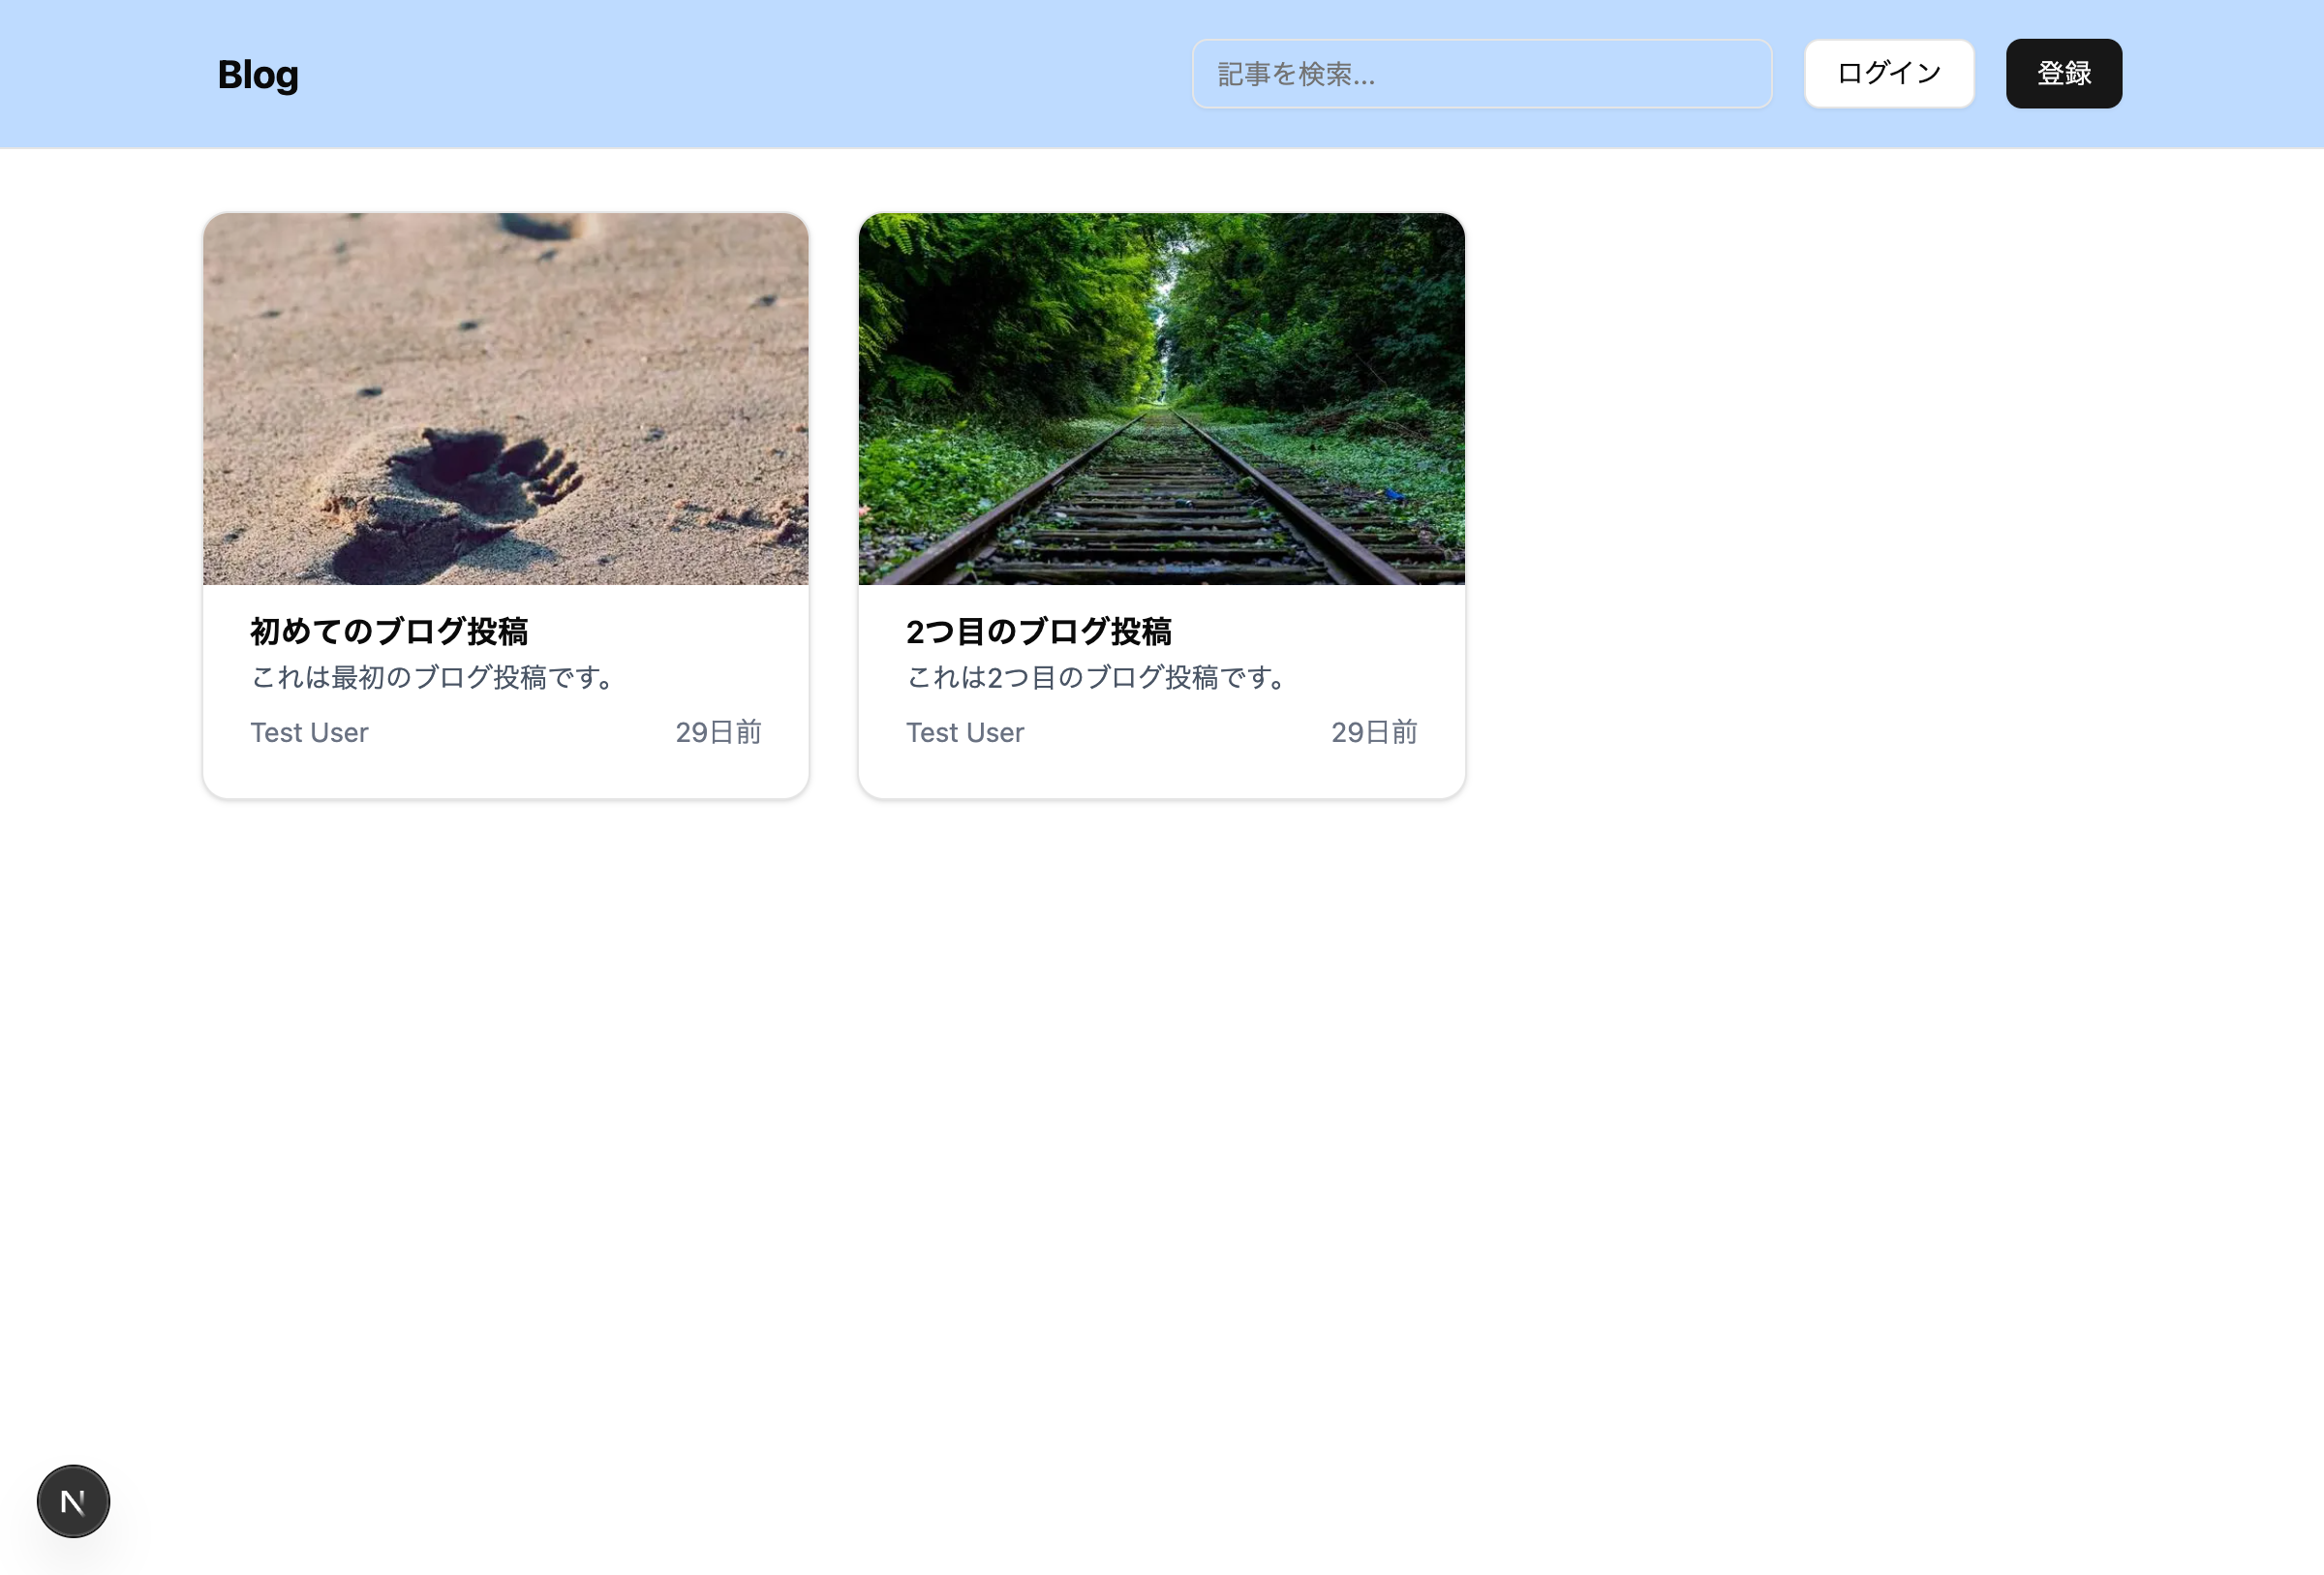 Blog
記事を検索...
ログイン
登録
初めてのブログ投稿
これは最初のブログ投稿です。
Test User
29日前
2つ目のブログ投稿
これは2つ目のブログ投稿です。
Test User
29日前
N